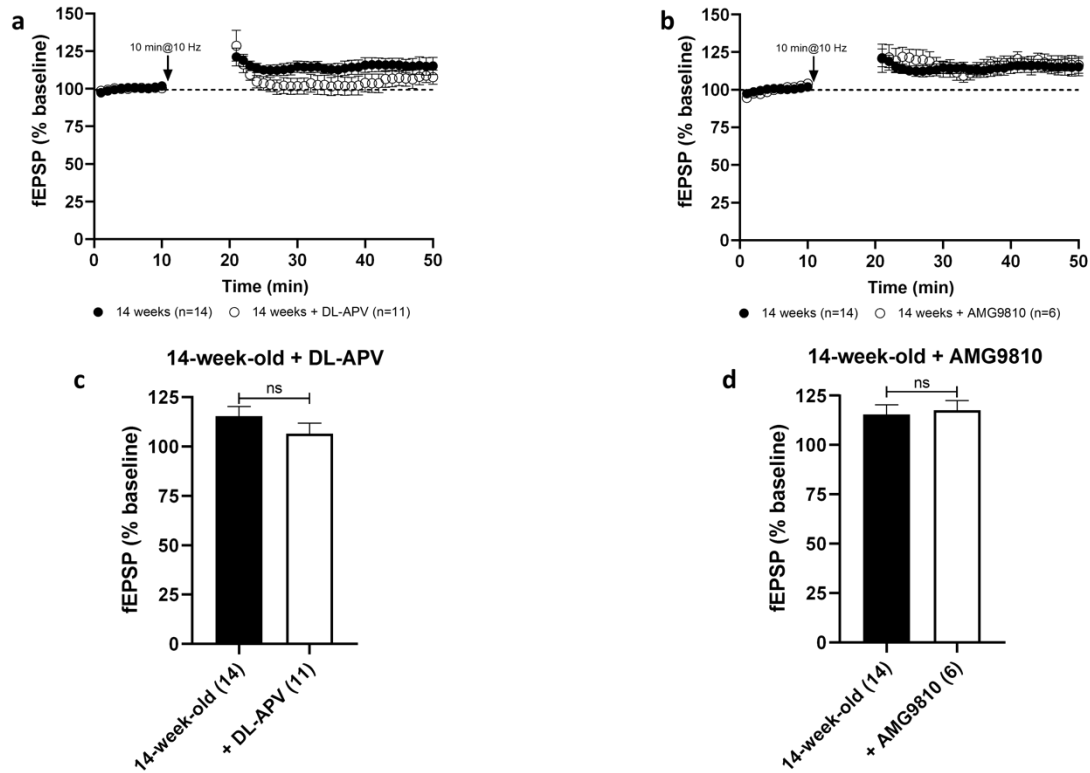 a
125
100
75
50
25
0
fEPSP (% baseline)
10 min@10 Hz
0 10 20 30 40 50
Time (min)
14 weeks (n=14) 14 weeks + DL-APV (n=11)
b
125
100
75
50
25
0
fEPSP (% baseline)
10 min@10 Hz
0 10 20 30 40 50
Time (min)
14 weeks (n=14) 14 weeks + AMG9810 (n=6)
c
14-week-old + DL-APV
ns
125
100
75
50
25
0
fEPSP (% baseline)
14-week-old (14)
+ DL-APV (11)
d
14-week-old + AMG9810
ns
125
100
75
50
25
0
fEPSP (% baseline)
14-week-old (14)
+ AMG9810 (6)